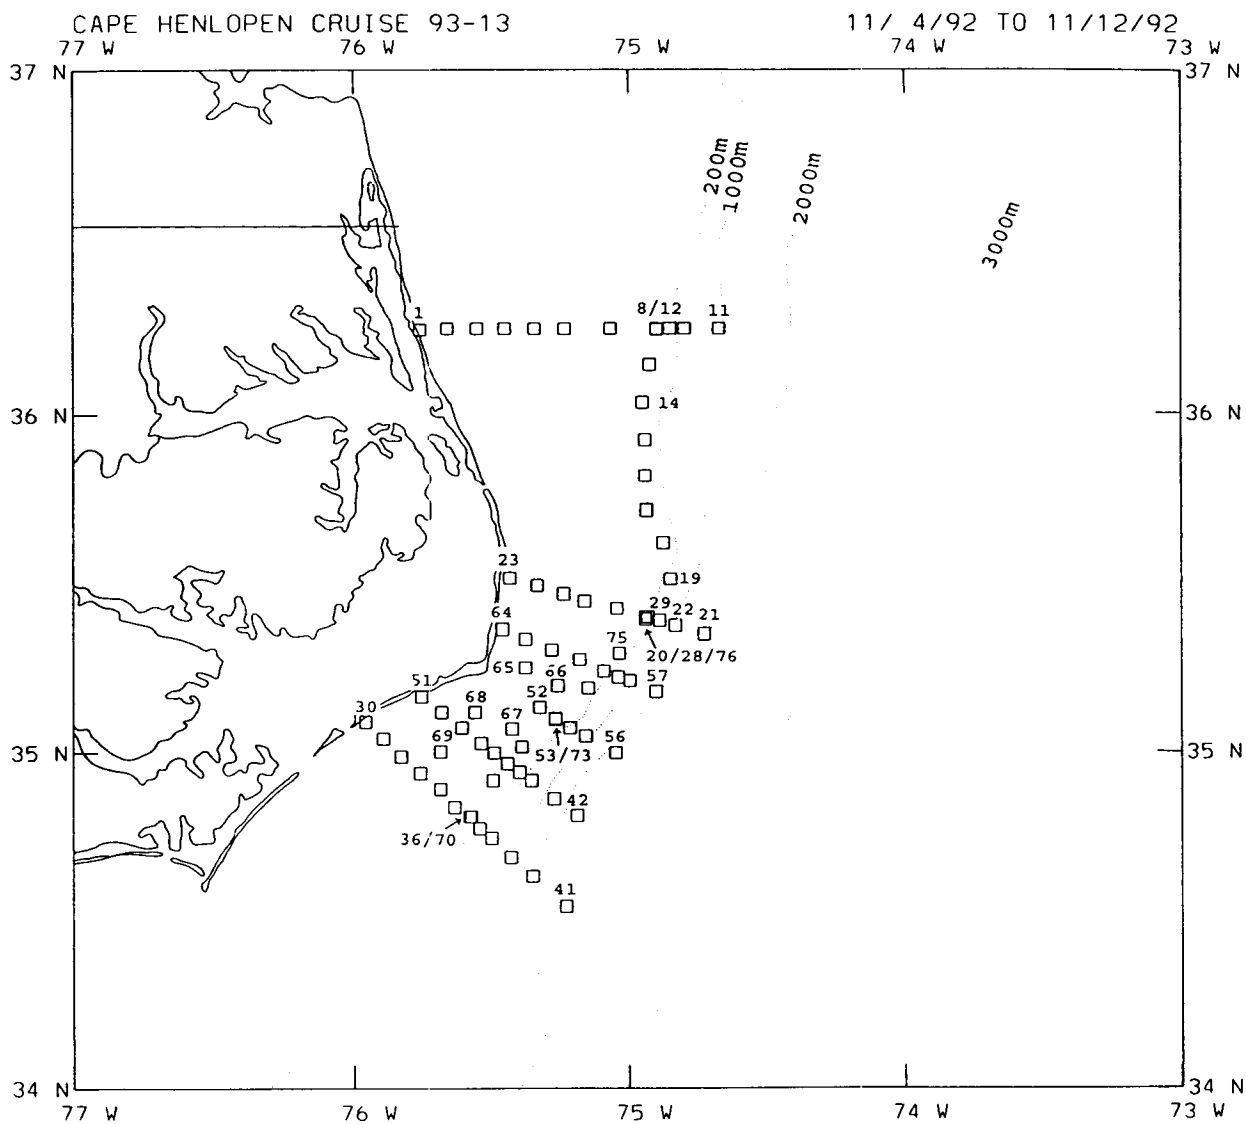 CAPE HENLOPEN CRUISE 93-13 11/ 4/92 TO 11/12/92
77 W 76 W 75 W 74 W 73 W
37 N 37 N
200m
1000m
2000m
3000m
1 8/12 11
36 N 14 36 N
23 19
29 22 21
64 75 20/28/76
65 66 57
51 52
30 68 67
69 53/73 56
35 N 35 N
42
36/70
41
34 N 34 N
77 W 76 W 75 W 74 W 73 W